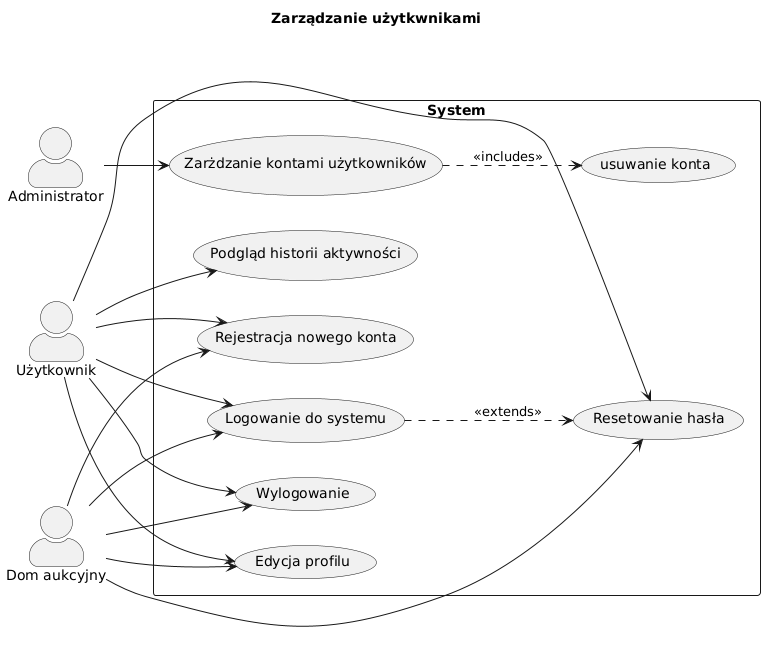 Zarządzanie użytkwnikami
System
Administrator
Zarżdzanie kontami użytkowników
«includes»
usuwanie konta
Podgląd historii aktywności
Użytkownik
Rejestracja nowego konta
Logowanie do systemu
«extends»
Resetowanie hasła
Wylogowanie
Dom aukcyjny
Edycja profilu